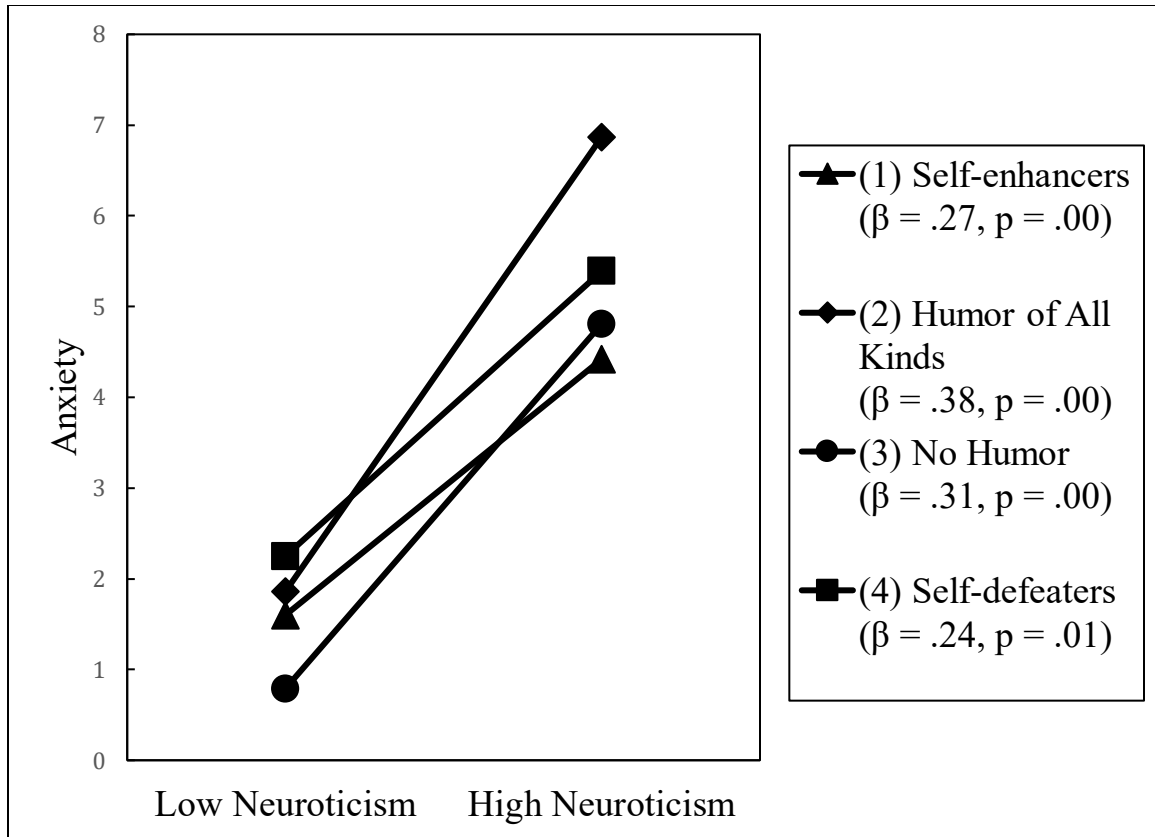 8
7
6
5
4
3
2
1
0
Anxiety
Low Neuroticism
High Neuroticism
(1) Self-enhancers
(β = .27, p = .00)
(2) Humor of All
Kinds
(β = .38, p = .00)
(3) No Humor
(β = .31, p = .00)
(4) Self-defeaters
(β = .24, p = .01)